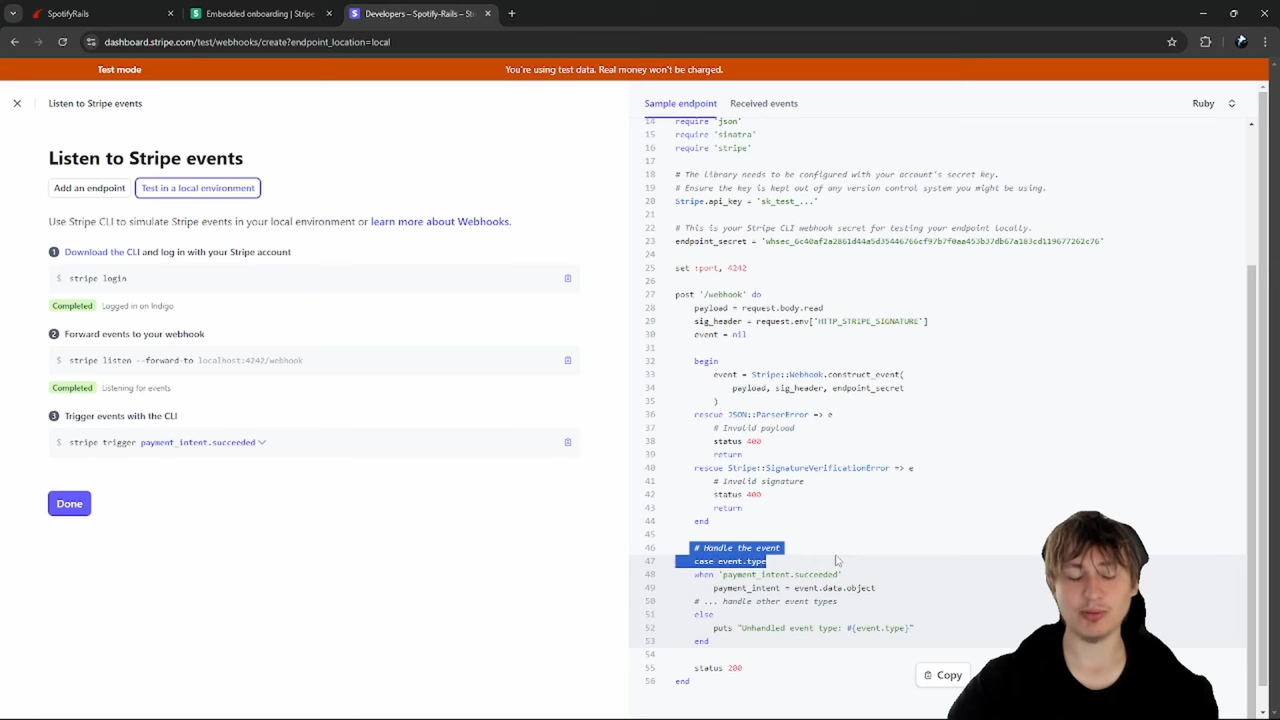 SpotifyRails
Embedded onboarding | Stripe
Developers – Spotify-Rails – St
dashboard.stripe.com/test/webhooks/create?endpoint_location=local
Test mode
You're using test data. Real money won't be charged.
Listen to Stripe events
Listen to Stripe events
Add an endpoint
Test in a local environment
Use Stripe CLI to simulate Stripe events in your local environment or learn more about Webhooks.
1 Download the CLI and log in with your Stripe account
$ stripe login
Completed Logged in on Indigo
2 Forward events to your webhook
$ stripe listen --forward-to localhost:4242/webhook
Completed Listening for events
3 Trigger events with the CLI
$ stripe trigger payment_intent.succeeded
Done
Sample endpoint
Received events
Ruby
14 require 'json'
15 require 'sinatra'
16 require 'stripe'
17
18 # The library needs to be configured with your account's secret key.
19 # Ensure the key is kept out of any version control system you might be using.
20 Stripe.api_key = 'sk_test_...'
21
22 # This is your Stripe CLI webhook secret for testing your endpoint locally.
23 endpoint_secret = 'whsec_6c40af2a2861d44a5d35446766cf97b7f0aa453b37db67a183cd119677262c76'
24
25 set :port, 4242
26
27 post '/webhook' do
28 payload = request.body.read
29 sig_header = request.env['HTTP_STRIPE_SIGNATURE']
30 event = nil
31
32 begin
33 event = Stripe::Webhook.construct_event(
34 payload, sig_header, endpoint_secret
35 )
36 rescue JSON::ParserError => e
37 # Invalid payload
38 status 400
39 return
40 rescue Stripe::SignatureVerificationError => e
41 # Invalid signature
42 status 400
43 return
44 end
45
46 # Handle the event
47 case event.type
48 when 'payment_intent.succeeded'
49 payment_intent = event.data.object
50 # ... handle other event types
51 else
52 puts "Unhandled event type: #{event.type}"
53 end
54
55 status 200
56 end
Copy